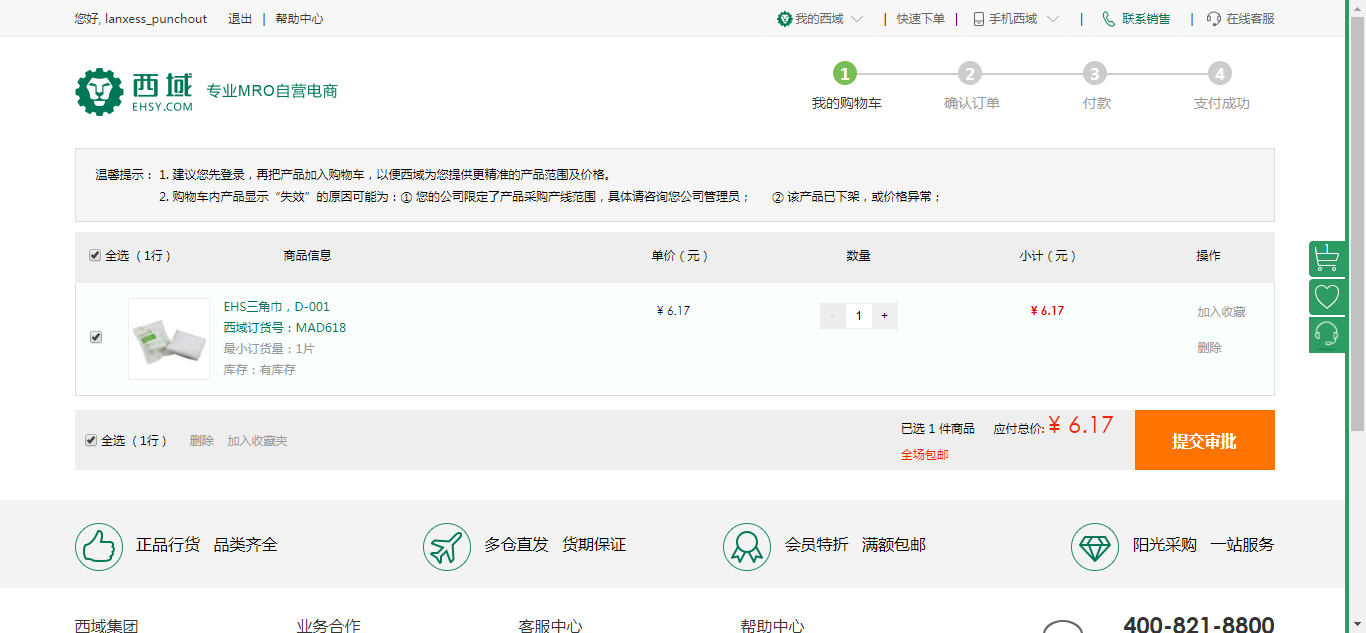 您好, lanxess_punchout 退出 | 帮助中心 我的西域 | 快速下单 | 手机西域 | 联系销售 | 在线客服
西域 EHSY.COM 专业MRO自营电商
1 2 3 4
我的购物车 确认订单 付款 支付成功
温馨提示： 1. 建议您先登录，再把产品加入购物车，以便西域为您提供更精准的产品范围及价格。
2. 购物车内产品显示“失效”的原因可能为：① 您的公司限定了产品采购产线范围，具体请咨询您公司管理员； ② 该产品已下架，或价格异常；
全选（1行） 商品信息 单价（元） 数量 小计（元） 操作
EHS三角巾，D-001 ¥ 6.17 - 1 + ¥ 6.17 加入收藏
西域订货号：MAD618
最小订货量：1片 删除
库存：有库存
1
全选（1行） 删除 加入收藏夹 已选 1 件商品 应付总价: ¥ 6.17 提交审批
全场包邮
正品行货 品类齐全 多仓直发 货期保证 会员特折 满额包邮 阳光采购 一站服务
西域集团 业务合作 客服中心 帮助中心 400-821-8800